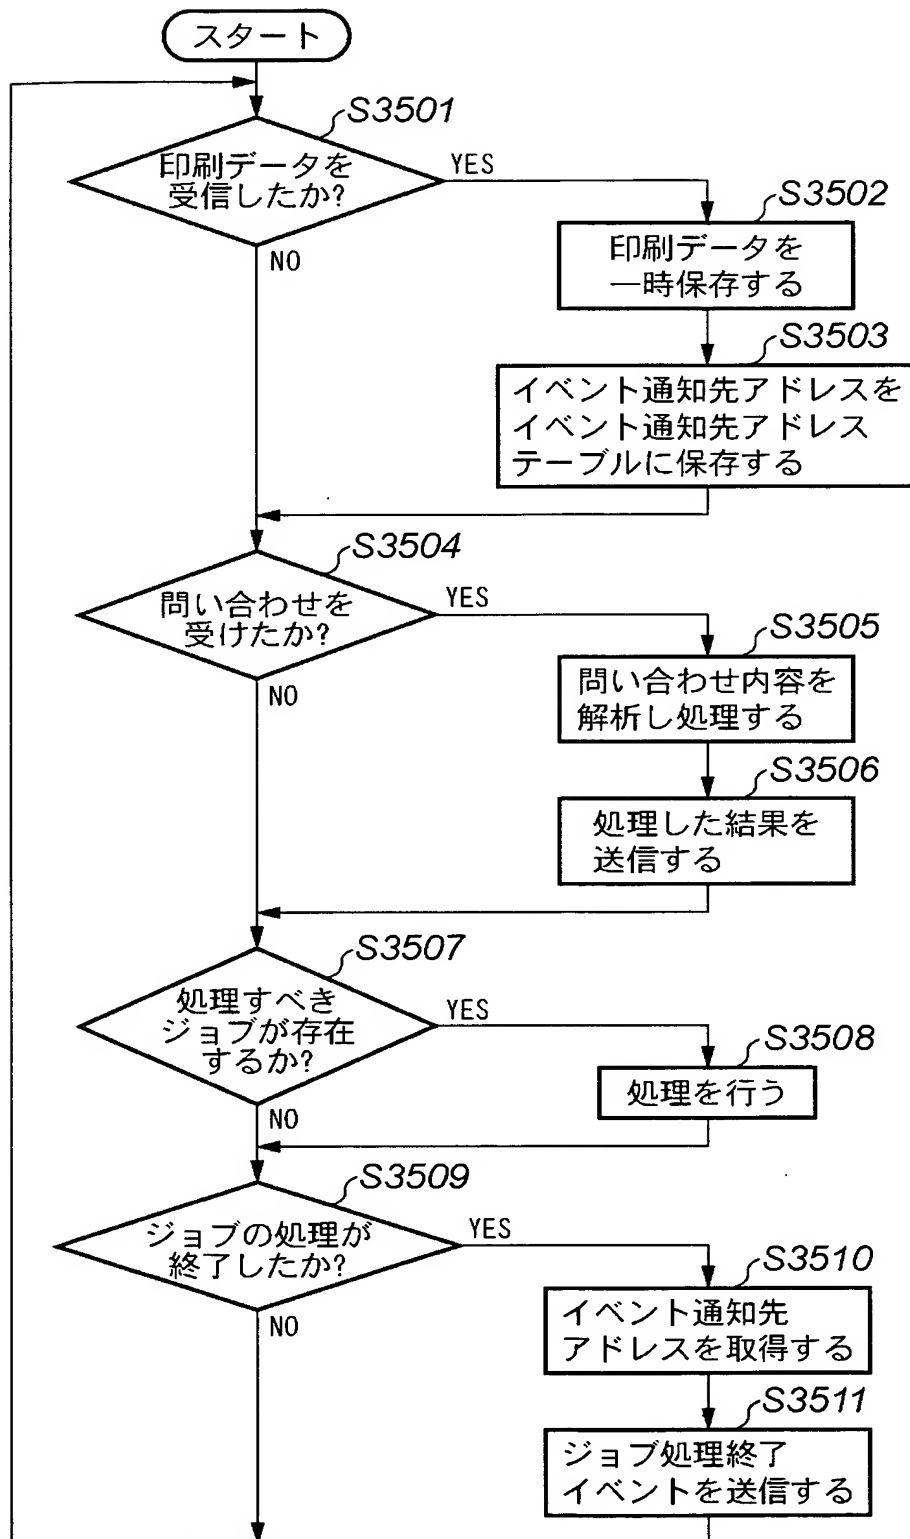 スタート
S3501
印刷データを
受信したか?
YES
NO
S3502
印刷データを
一時保存する
S3503
イベント通知先アドレスを
イベント通知先アドレス
テーブルに保存する
S3504
問い合わせを
受けたか?
YES
NO
S3505
問い合わせ内容を
解析し処理する
S3506
処理した結果を
送信する
S3507
処理すべき
ジョブが存在
するか?
YES
NO
S3508
処理を行う
S3509
ジョブの処理が
終了したか?
YES
NO
S3510
イベント通知先
アドレスを取得する
S3511
ジョブ処理終了
イベントを送信する